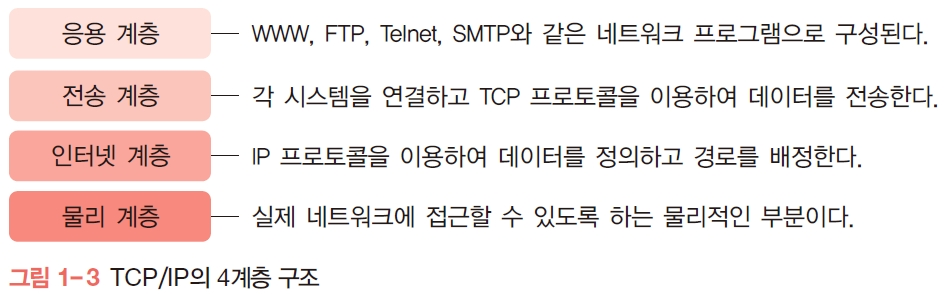 응용 계층 WWW, FTP, Telnet, SMTP와 같은 네트워크 프로그램으로 구성된다.
전송 계층 각 시스템을 연결하고 TCP 프로토콜을 이용하여 데이터를 전송한다.
인터넷 계층 IP 프로토콜을 이용하여 데이터를 정의하고 경로를 배정한다.
물리 계층 실제 네트워크에 접근할 수 있도록 하는 물리적인 부분이다.
그림 1-3 TCP/IP의 4계층 구조